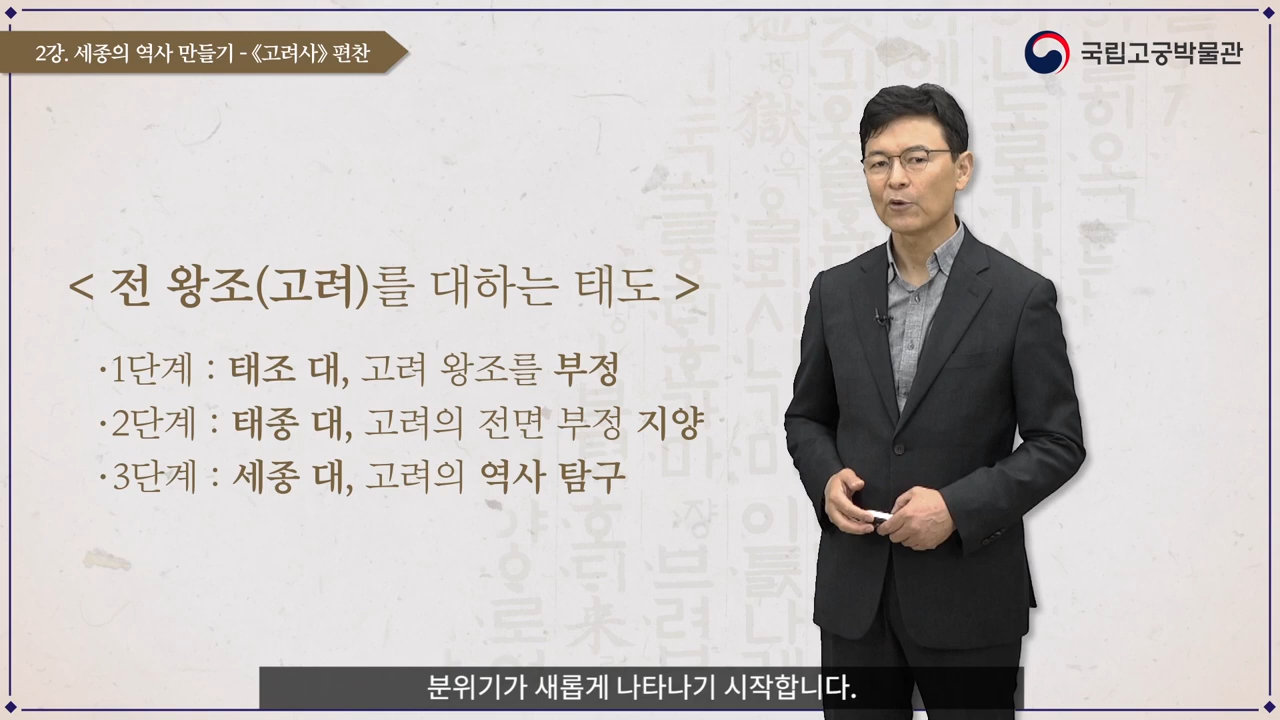 2강. 세종의 역사 만들기 - 《고려사》 편찬
국립고궁박물관
< 전 왕조(고려)를 대하는 태도 >
·1단계 : 태조 대, 고려 왕조를 부정
·2단계 : 태종 대, 고려의 전면 부정 지양
·3단계 : 세종 대, 고려의 역사 탐구
분위기가 새롭게 나타나기 시작합니다.